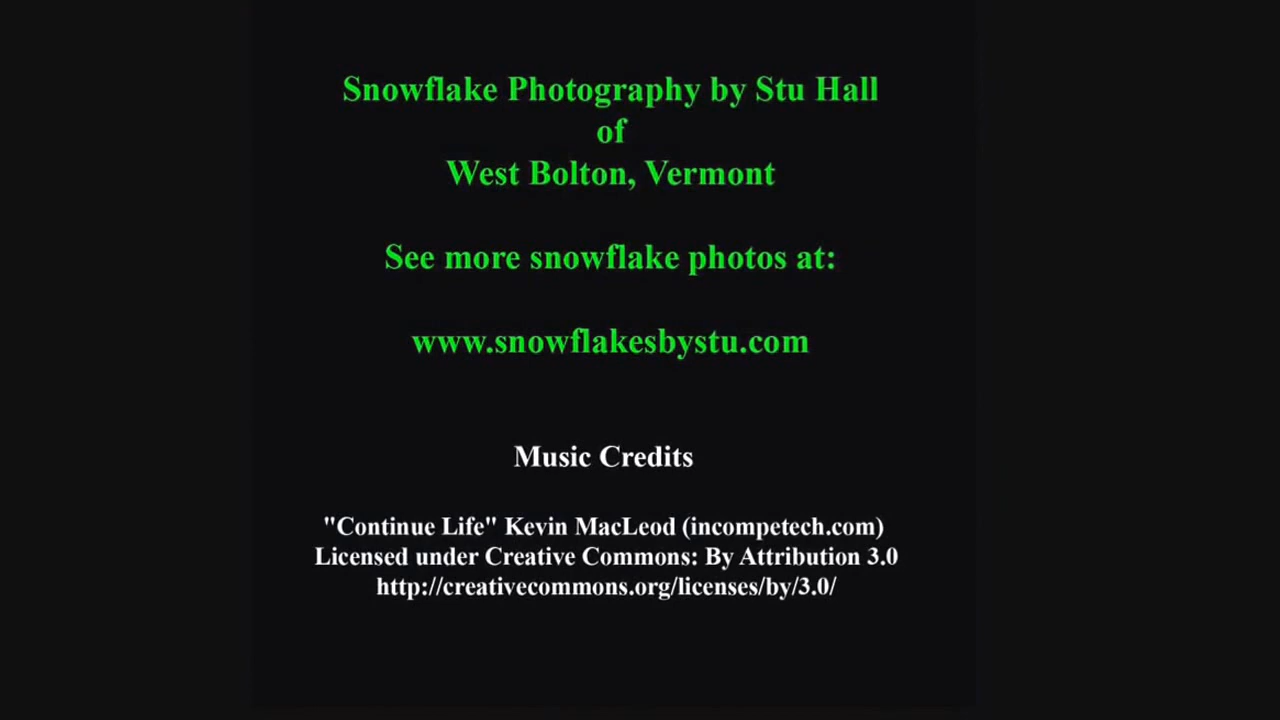 Snowflake Photography by Stu Hall
of
West Bolton, Vermont
See more snowflake photos at:
www.snowflakesbystu.com
Music Credits
"Continue Life" Kevin MacLeod (incompetech.com)
Licensed under Creative Commons: By Attribution 3.0
http://creativecommons.org/licenses/by/3.0/